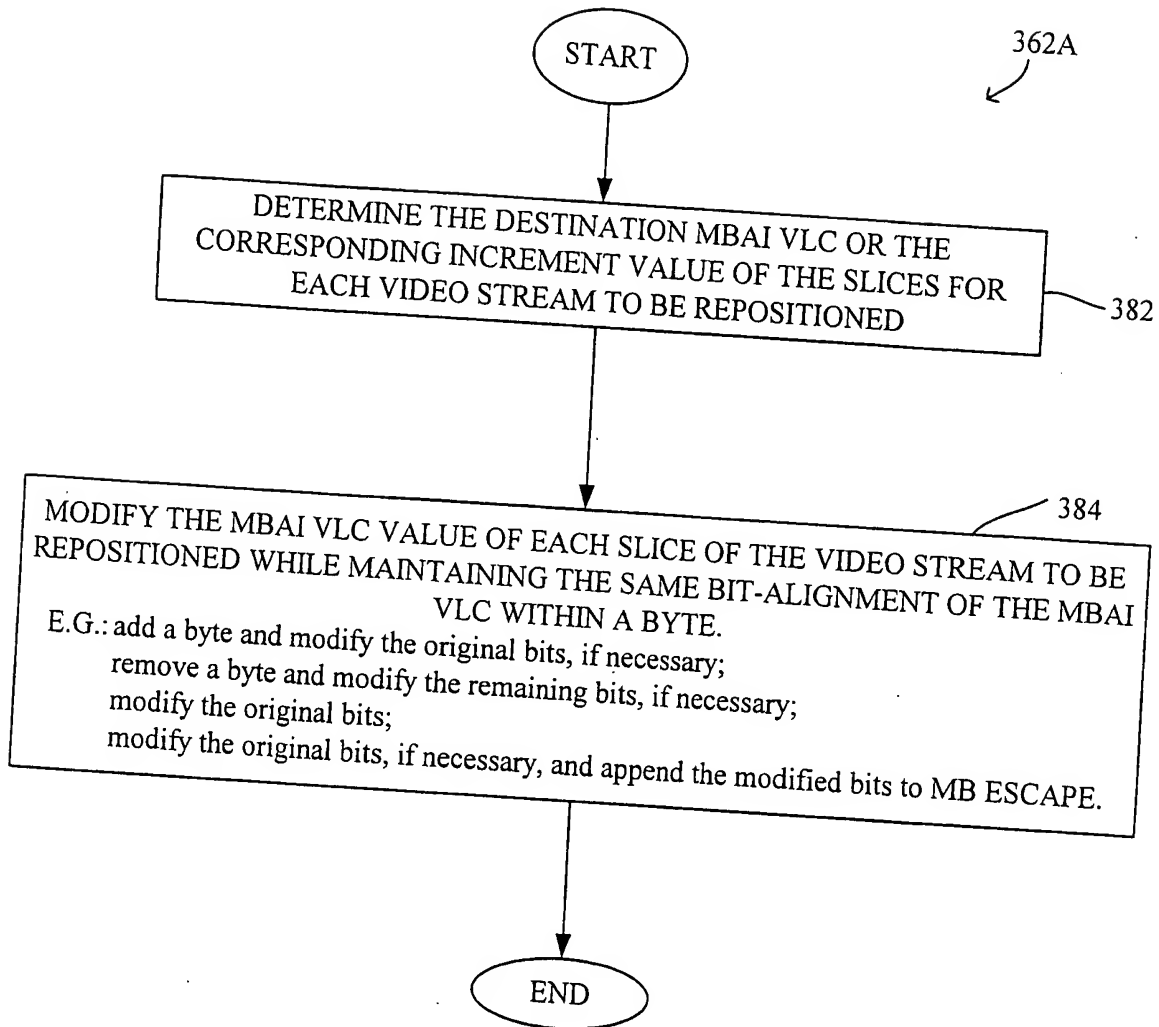 START
362A
DETERMINE THE DESTINATION MBAI VLC OR THE
CORRESPONDING INCREMENT VALUE OF THE SLICES FOR
EACH VIDEO STREAM TO BE REPOSITIONED
382
384
MODIFY THE MBAI VLC VALUE OF EACH SLICE OF THE VIDEO STREAM TO BE
REPOSITIONED WHILE MAINTAINING THE SAME BIT-ALIGNMENT OF THE MBAI
VLC WITHIN A BYTE.
E.G.: add a byte and modify the original bits, if necessary;
remove a byte and modify the remaining bits, if necessary;
modify the original bits;
modify the original bits, if necessary, and append the modified bits to MB ESCAPE.
END